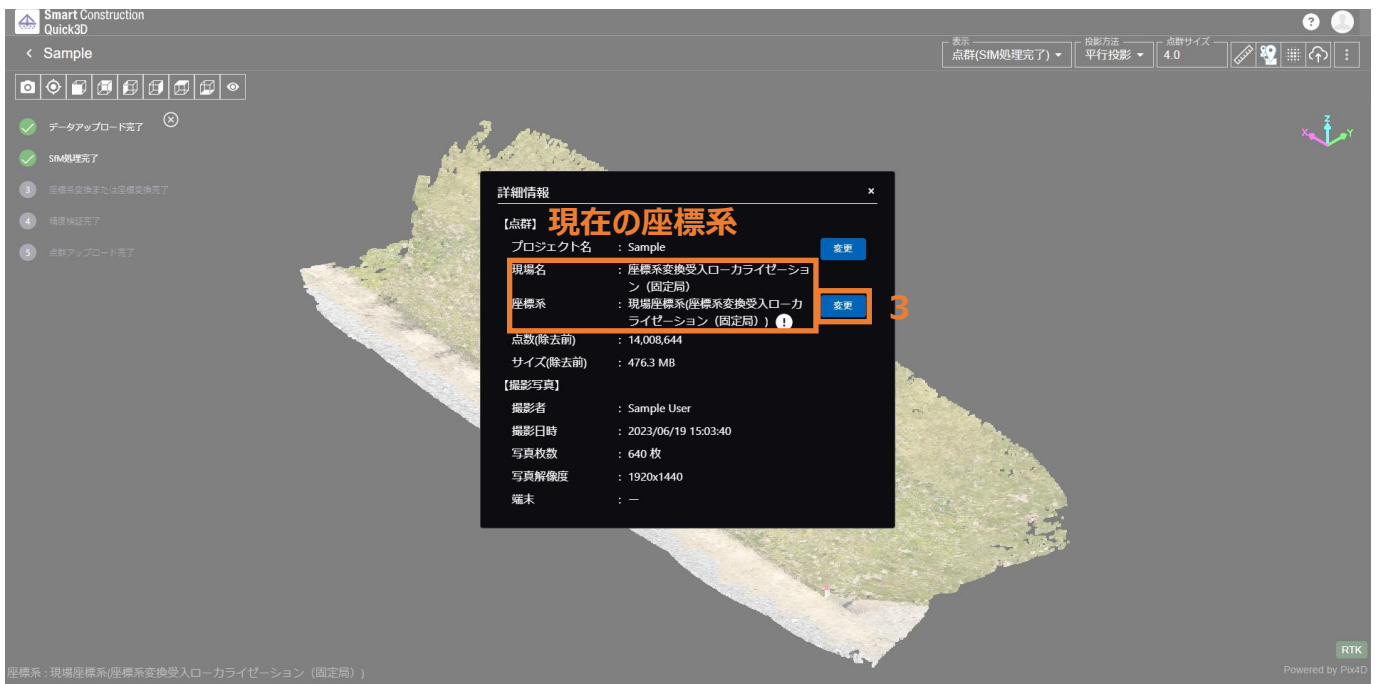 Smart Construction
Quick3D
< Sample
表示
点群(SfM処理完了)
投影方法
平行投影
点群サイズ
4.0
データアップロード完了
SfM処理完了
3 座標系変換または座標変換完了
4 精度検証完了
5 点群アップロード完了
Z
X
Y
詳細情報 ×
【点群】 現在の座標系
プロジェクト名 : Sample 変更
現場名 : 座標系変換受入ローカライゼーショ
ン（固定局）
座標系 : 現場座標系(座標系変換受入ローカ 変更 3
ライゼーション（固定局）) !
点数(除去前) : 14,008,644
サイズ(除去前) : 476.3 MB
【撮影写真】
撮影者 : Sample User
撮影日時 : 2023/06/19 15:03:40
写真枚数 : 640 枚
写真解像度 : 1920x1440
端末 : ―
RTK
座標系 : 現場座標系(座標系変換受入ローカライゼーション（固定局）)
Powered by Pix4D